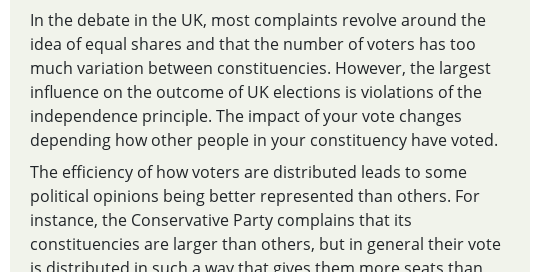 In the debate in the UK, most complaints revolve around the
idea of equal shares and that the number of voters has too
much variation between constituencies. However, the largest
influence on the outcome of UK elections is violations of the
independence principle. The impact of your vote changes
depending how other people in your constituency have voted.
The efficiency of how voters are distributed leads to some
political opinions being better represented than others. For
instance, the Conservative Party complains that its
constituencies are larger than others, but in general their vote
is distributed in such a way that gives them more seats than